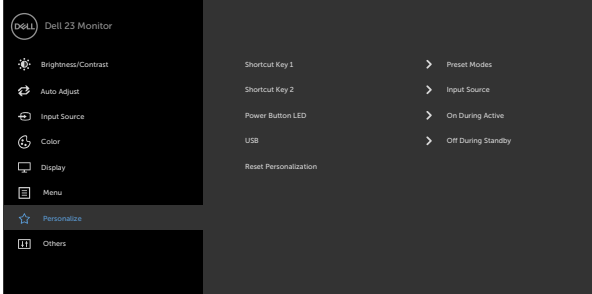 DELL Dell 23 Monitor
Brightness/Contrast
Auto Adjust
Input Source
Color
Display
Menu
Personalize
Others
Shortcut Key 1 Preset Modes
Shortcut Key 2 Input Source
Power Button LED On During Active
USB Off During Standby
Reset Personalization